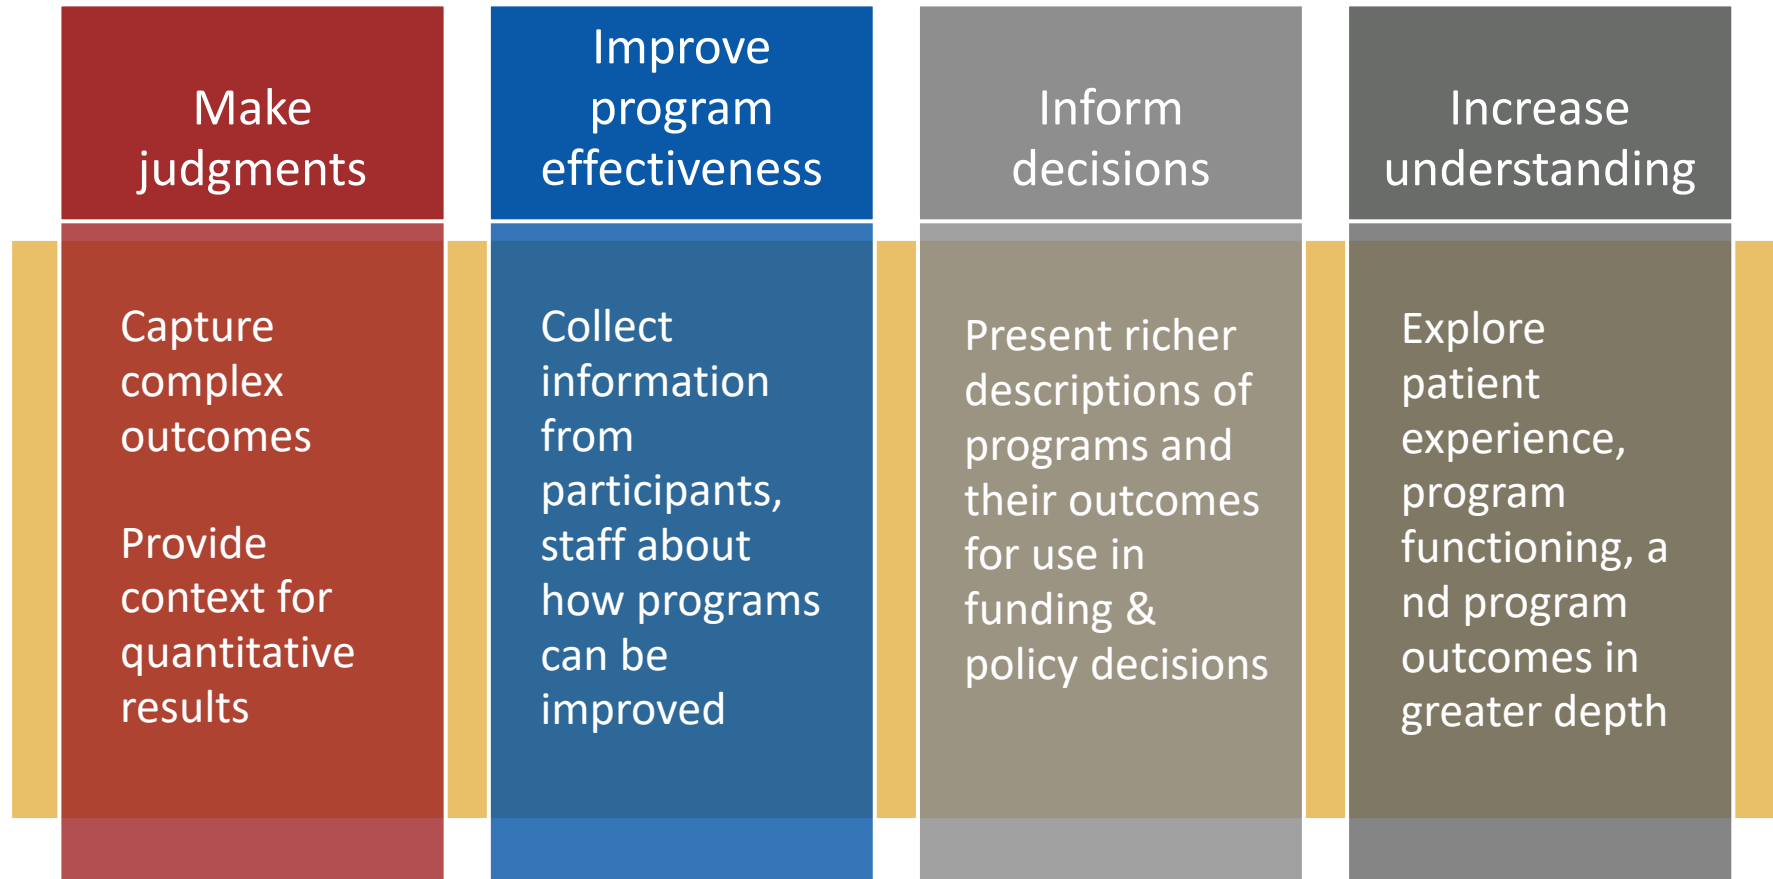 Make
judgments
Capture
complex
outcomes
Provide
context for
quantitative
results
Improve
program
effectiveness
Collect
information
from
participants,
staff about
how programs
can be
improved
Inform
decisions
Present richer
descriptions of
programs and
their outcomes
for use in
funding &
policy decisions
Increase
understanding
Explore
patient
experience,
program
functioning, a
nd program
outcomes in
greater depth